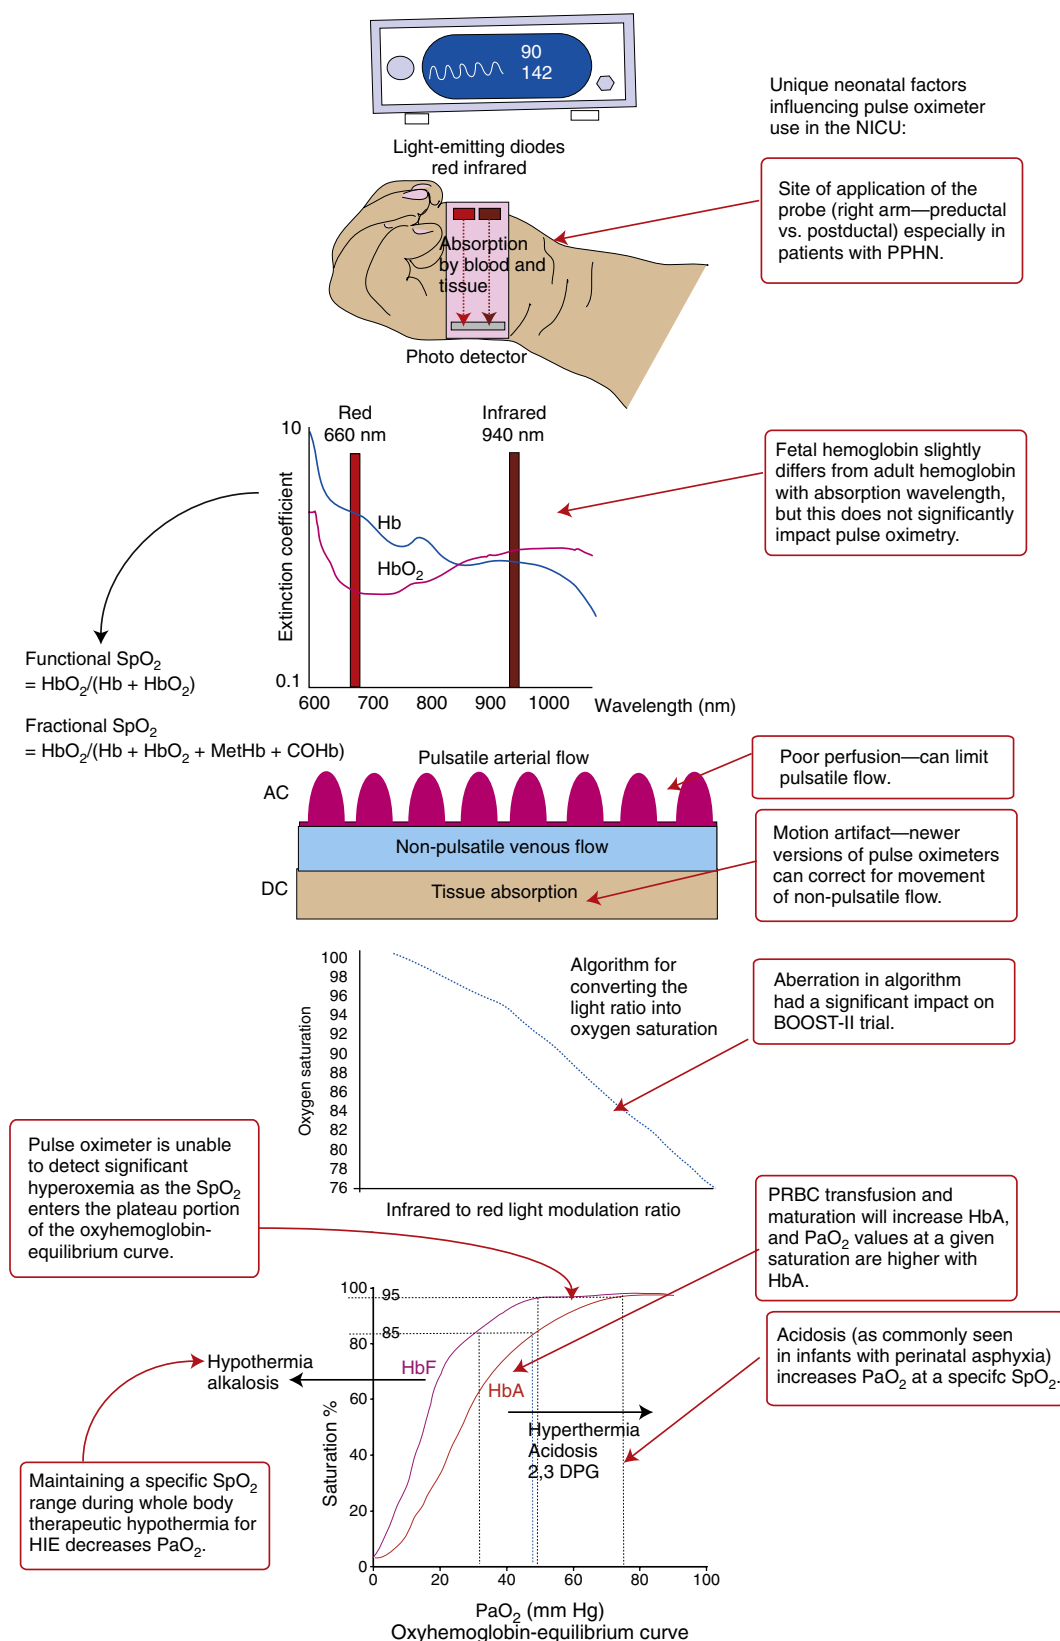 90
142
Light-emitting diodes
red infrared
Unique neonatal factors
influencing pulse oximeter
use in the NICU:
Site of application of the
probe (right arm—preductal
vs. postductal) especially in
patients with PPHN.
Absorption
by blood and
tissue
Photo detector
Red
660 nm
Infrared
940 nm
10
Extinction coefficient
Hb
HbO₂
0.1
600 700 800 900 1000 Wavelength (nm)
Fetal hemoglobin slightly
differs from adult hemoglobin
with absorption wavelength,
but this does not significantly
impact pulse oximetry.
Functional SpO₂
= HbO₂/(Hb + HbO₂)
Fractional SpO₂
= HbO₂/(Hb + HbO₂ + MetHb + COHb)
Pulsatile arterial flow
AC
Non-pulsatile venous flow
DC
Tissue absorption
Poor perfusion—can limit
pulsatile flow.
Motion artifact—newer
versions of pulse oximeters
can correct for movement
of non-pulsatile flow.
100
98
96
94
92
90
88
86
84
82
80
78
76
Oxygen saturation
Algorithm for
converting the
light ratio into
oxygen saturation
Infrared to red light modulation ratio
Aberration in algorithm
had a significant impact on
BOOST-II trial.
Pulse oximeter is unable
to detect significant
hyperoxemia as the SpO₂
enters the plateau portion
of the oxyhemoglobin-
equilibrium curve.
PRBC transfusion and
maturation will increase HbA,
and PaO₂ values at a given
saturation are higher with
HbA.
Acidosis (as commonly seen
in infants with perinatal asphyxia)
increases PaO₂ at a specifc SpO₂.
Hypothermia
alkalosis
Maintaining a specific SpO₂
range during whole body
therapeutic hypothermia for
HIE decreases PaO₂.
100
95
85
80
60
40
20
0
Saturation %
HbF
HbA
Hyperthermia
Acidosis
2,3 DPG
0 20 40 60 80 100
PaO₂ (mm Hg)
Oxyhemoglobin-equilibrium curve